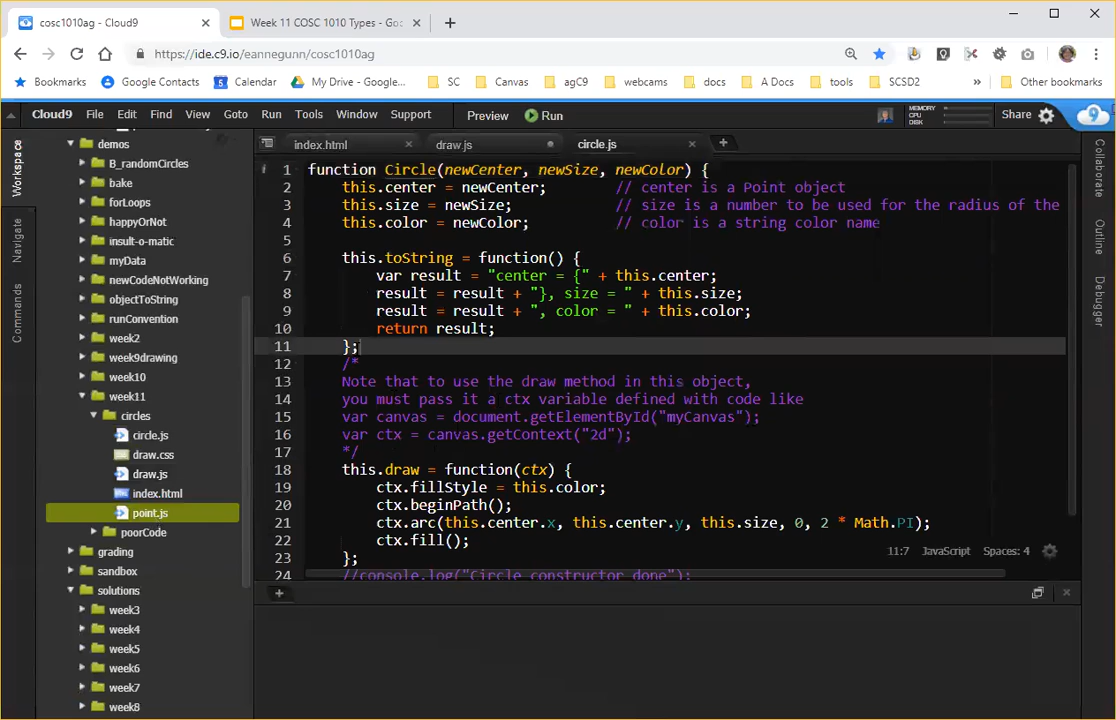 cosc1010ag - Cloud9
Week 11 COSC 1010 Types - Goo
https://ide.c9.io/eannegunn/cosc1010ag
Bookmarks
Google Contacts
Calendar
My Drive - Google...
SC
Canvas
agC9
webcams
docs
A Docs
tools
SCSD2
»
Other bookmarks
Cloud9 File Edit Find View Goto Run Tools Window Support Preview Run
MEMORY
CPU
DISK
Share
index.html
draw.js
circle.js
Workspace
Navigate
Commands
demos
B_randomCircles
bake
forLoops
happyOrNot
insult-o-matic
myData
newCodeNotWorking
objectToString
runConvention
week2
week9drawing
week10
week11
circles
circle.js
draw.css
draw.js
index.html
point.js
poorCode
grading
sandbox
solutions
week3
week4
week5
week6
week7
week8
1 function Circle(newCenter, newSize, newColor) {
2 this.center = newCenter; // center is a Point object
3 this.size = newSize; // size is a number to be used for the radius of the
4 this.color = newColor; // color is a string color name
5
6 this.toString = function() {
7 var result = "center = {" + this.center;
8 result = result + "}, size = " + this.size;
9 result = result + ", color = " + this.color;
10 return result;
11 };
12 /*
13 Note that to use the draw method in this object,
14 you must pass it a ctx variable defined with code like
15 var canvas = document.getElementById("myCanvas");
16 var ctx = canvas.getContext("2d");
17 */
18 this.draw = function(ctx) {
19 ctx.fillStyle = this.color;
20 ctx.beginPath();
21 ctx.arc(this.center.x, this.center.y, this.size, 0, 2 * Math.PI);
22 ctx.fill();
23 };
24 //console.log("Circle constructor done");
11:7 JavaScript Spaces: 4
Collaborate
Outline
Debugger